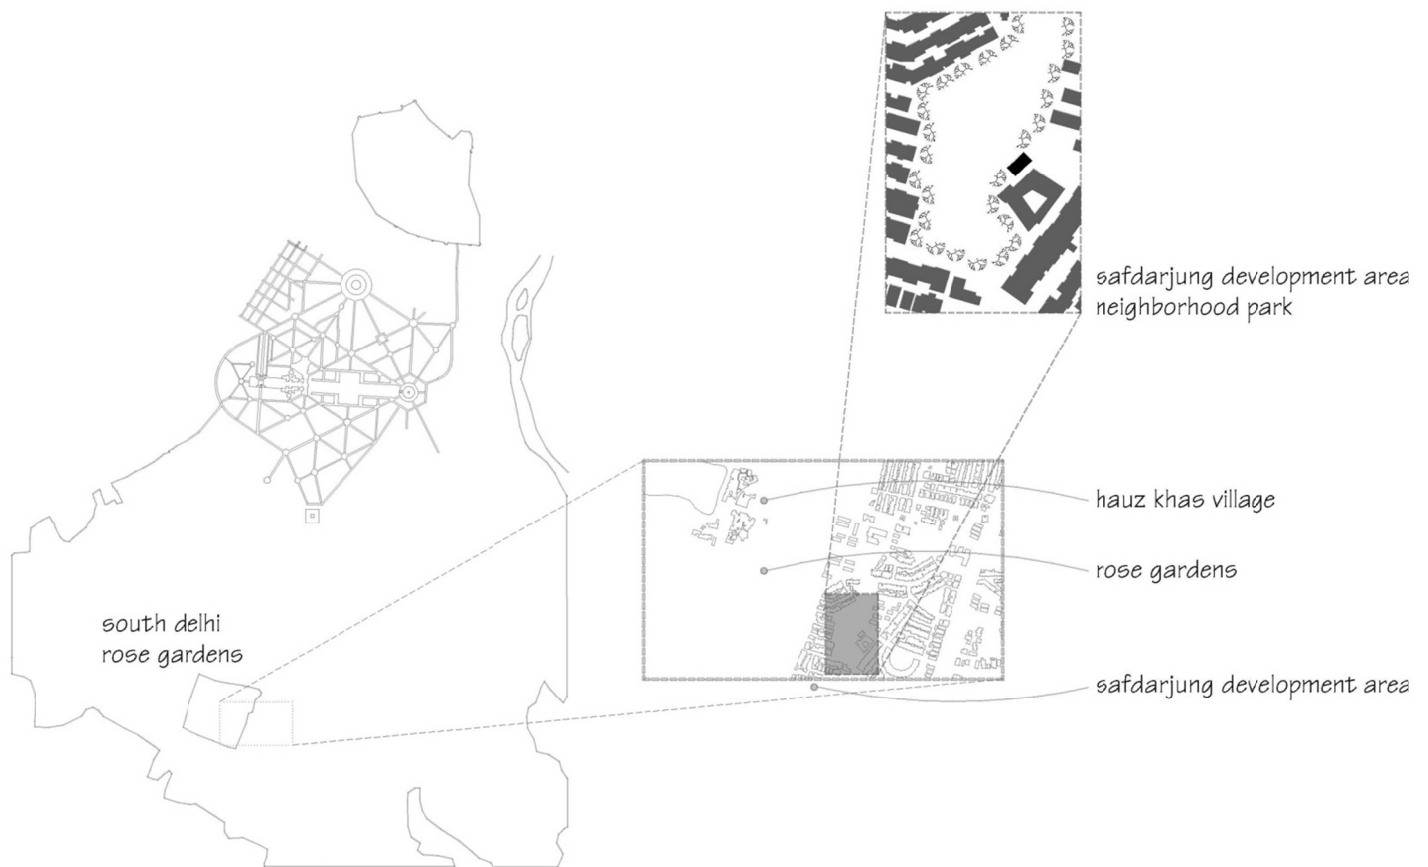 safdarjung development area
neighborhood park
hauz khas village
rose gardens
south delhi
rose gardens
safdarjung development area